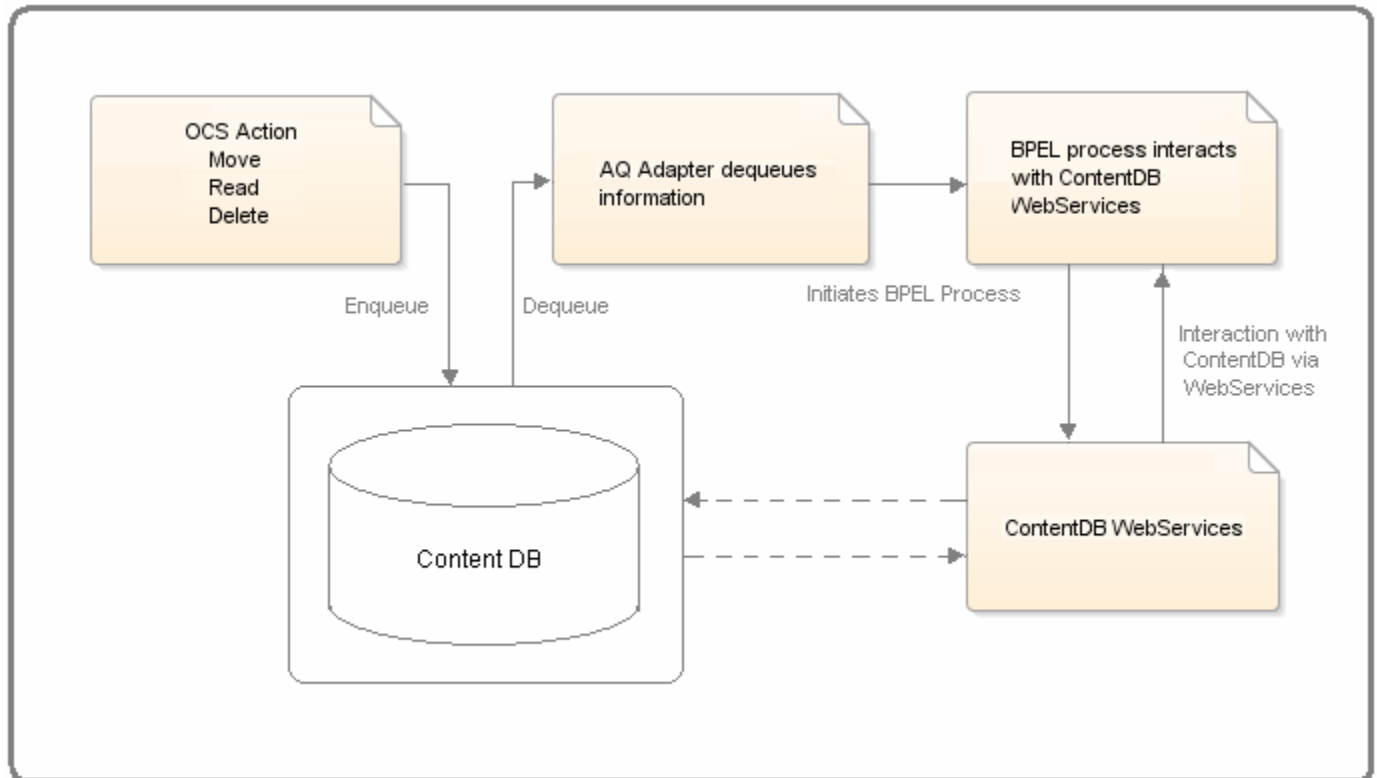 OCS Action
Move
Read
Delete
AQ Adapter dequeues
information
BPEL process interacts
with ContentDB
WebServices
Enqueue
Dequeue
Initiates BPEL Process
Interaction with
ContentDB via
WebServices
Content DB
ContentDB WebServices